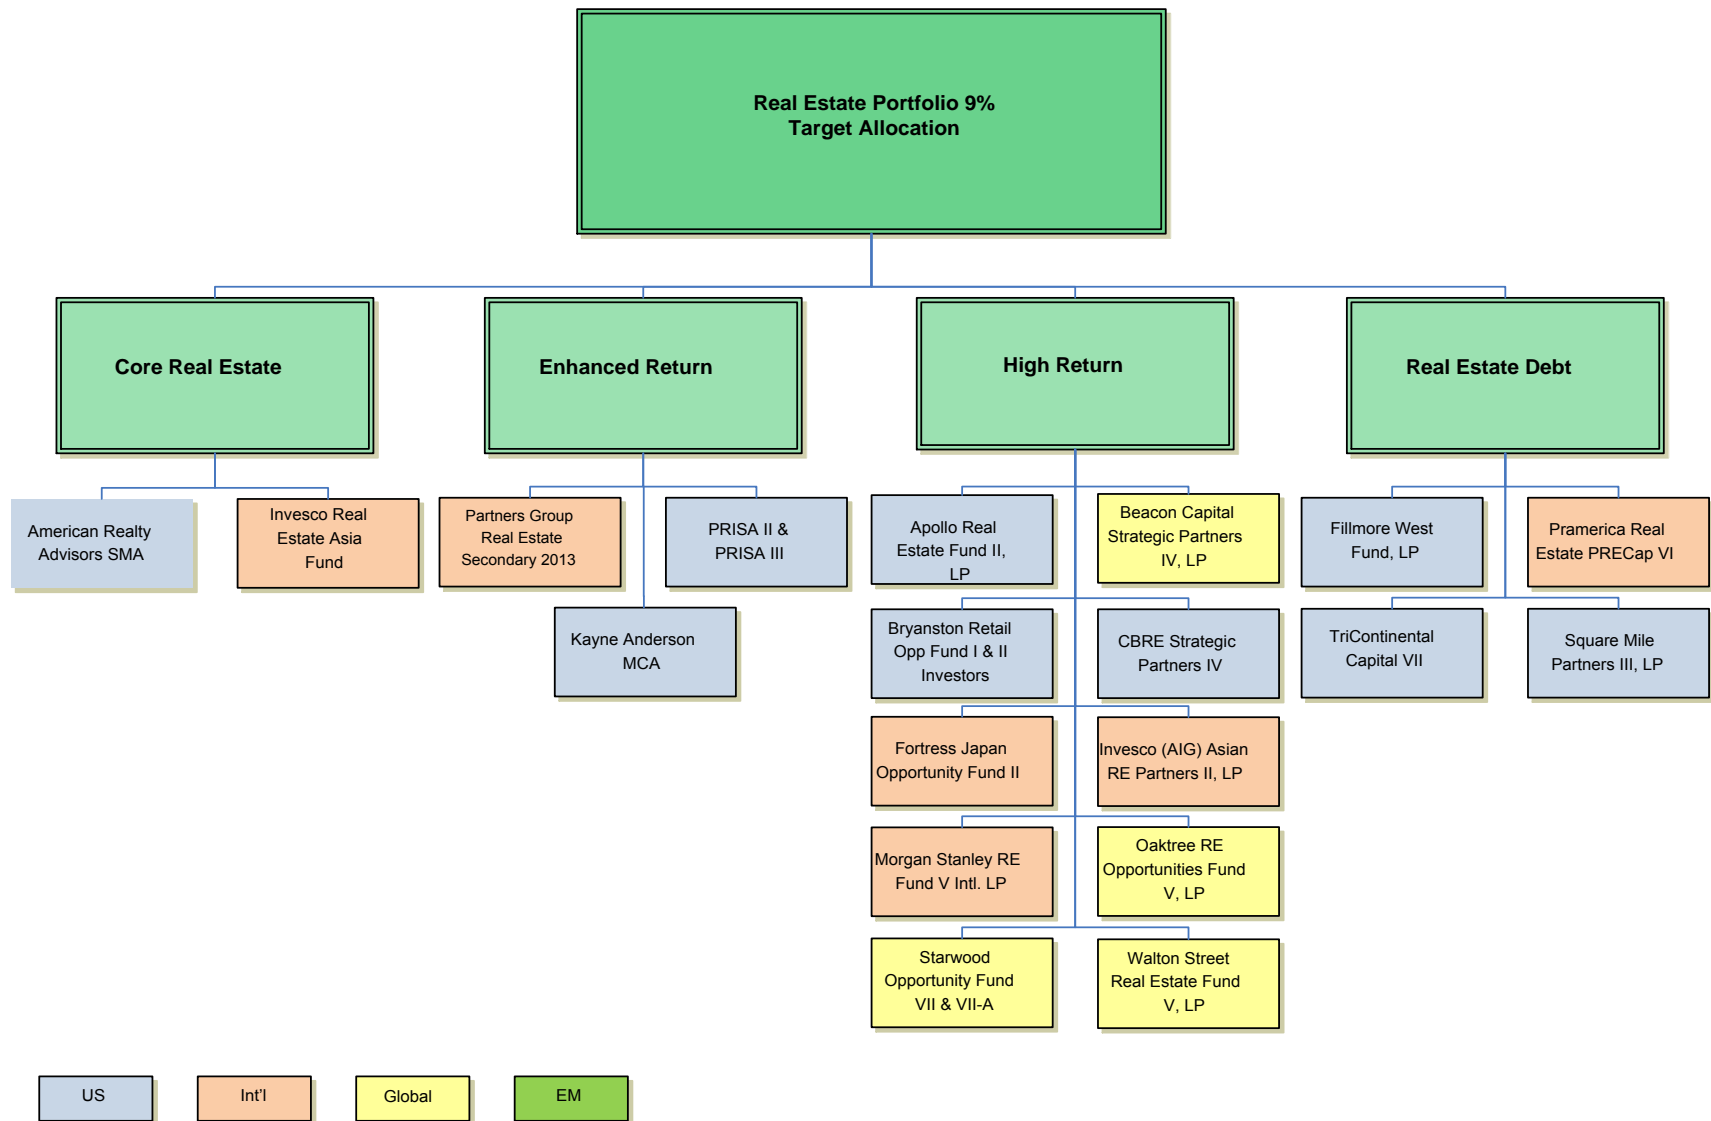 Real Estate Portfolio 9%
Target Allocation
Core Real Estate
Enhanced Return
High Return
Real Estate Debt
American Realty
Advisors SMA
Invesco Real
Estate Asia
Fund
Partners Group
Real Estate
Secondary 2013
PRISA II &
PRISA III
Kayne Anderson
MCA
Apollo Real
Estate Fund II,
LP
Beacon Capital
Strategic Partners
IV, LP
Bryanston Retail
Opp Fund I & II
Investors
CBRE Strategic
Partners IV
Fortress Japan
Opportunity Fund II
Invesco (AIG) Asian
RE Partners II, LP
Morgan Stanley RE
Fund V Intl. LP
Oaktree RE
Opportunities Fund
V, LP
Starwood
Opportunity Fund
VII & VII-A
Walton Street
Real Estate Fund
V, LP
Fillmore West
Fund, LP
Pramerica Real
Estate PRECap VI
TriContinental
Capital VII
Square Mile
Partners III, LP
US
Int'l
Global
EM